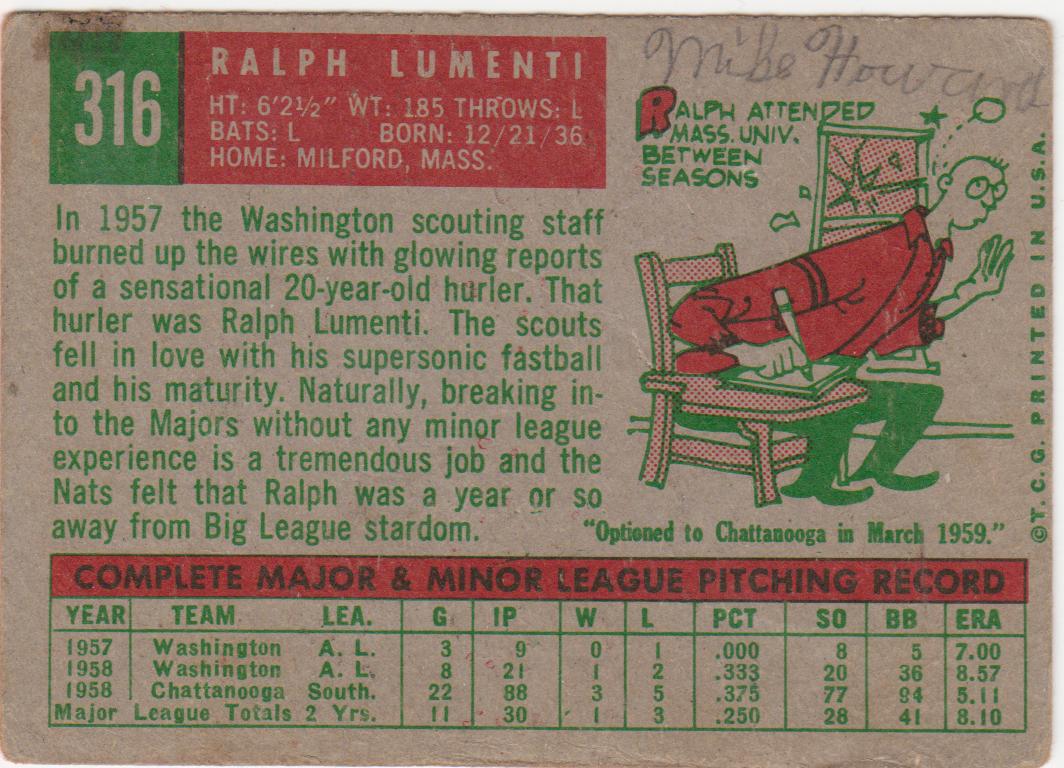 316
RALPH LUMENTI
HT: 6'2½" WT: 185 THROWS: L
BATS: L BORN: 12/21/36
HOME: MILFORD, MASS.
Mike Howard
RALPH ATTENDED
MASS. UNIV.
BETWEEN
SEASONS
In 1957 the Washington scouting staff
burned up the wires with glowing reports
of a sensational 20-year-old hurler. That
hurler was Ralph Lumenti. The scouts
fell in love with his supersonic fastball
and his maturity. Naturally, breaking in-
to the Majors without any minor league
experience is a tremendous job and the
Nats felt that Ralph was a year or so
away from Big League stardom.
"Optioned to Chattanooga in March 1959."
©T. C. G. PRINTED IN U.S.A.
COMPLETE MAJOR & MINOR LEAGUE PITCHING RECORD
YEAR TEAM LEA. G IP W L PCT SO BB ERA
1957 Washington A. L. 3 9 0 1 .000 8 5 7.00
1958 Washington A. L. 8 21 1 2 .333 20 36 8.57
1958 Chattanooga South. 22 88 3 5 .375 77 94 5.11
Major League Totals 2 Yrs. 11 30 1 3 .250 28 41 8.10